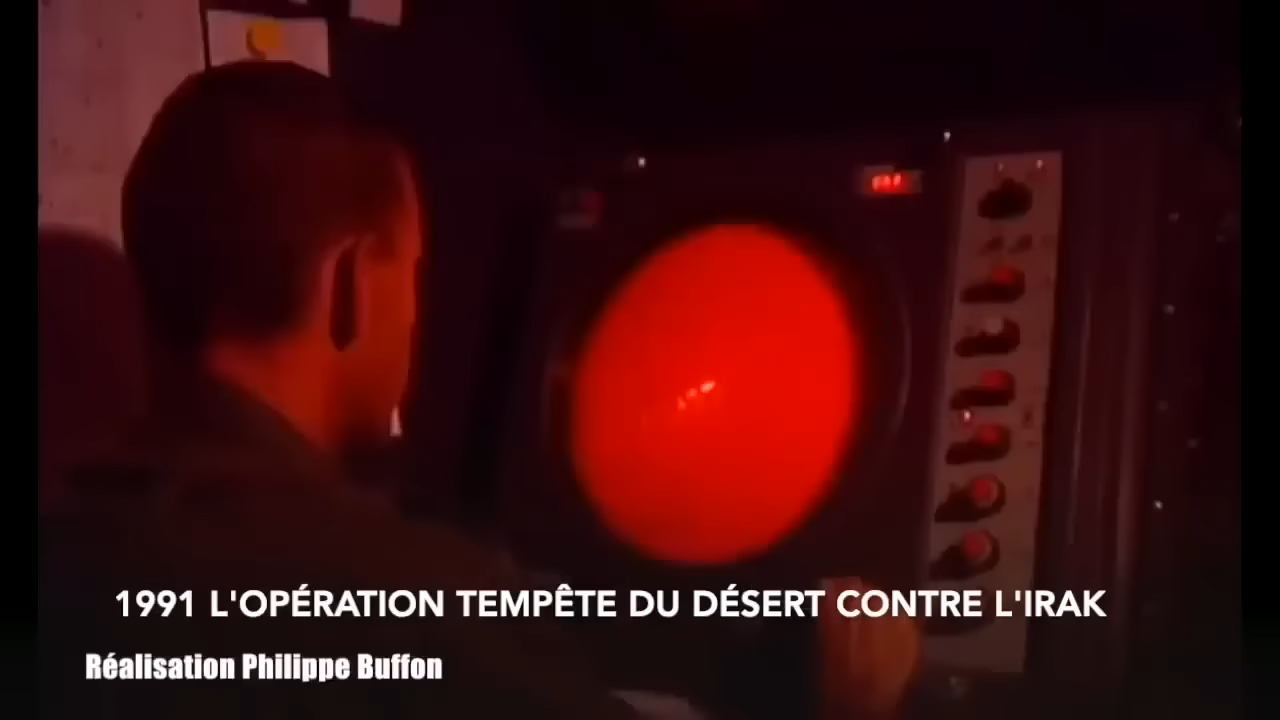 1991 L'OPÉRATION TEMPÊTE DU DÉSERT CONTRE L'IRAK
Réalisation Philippe Buffon